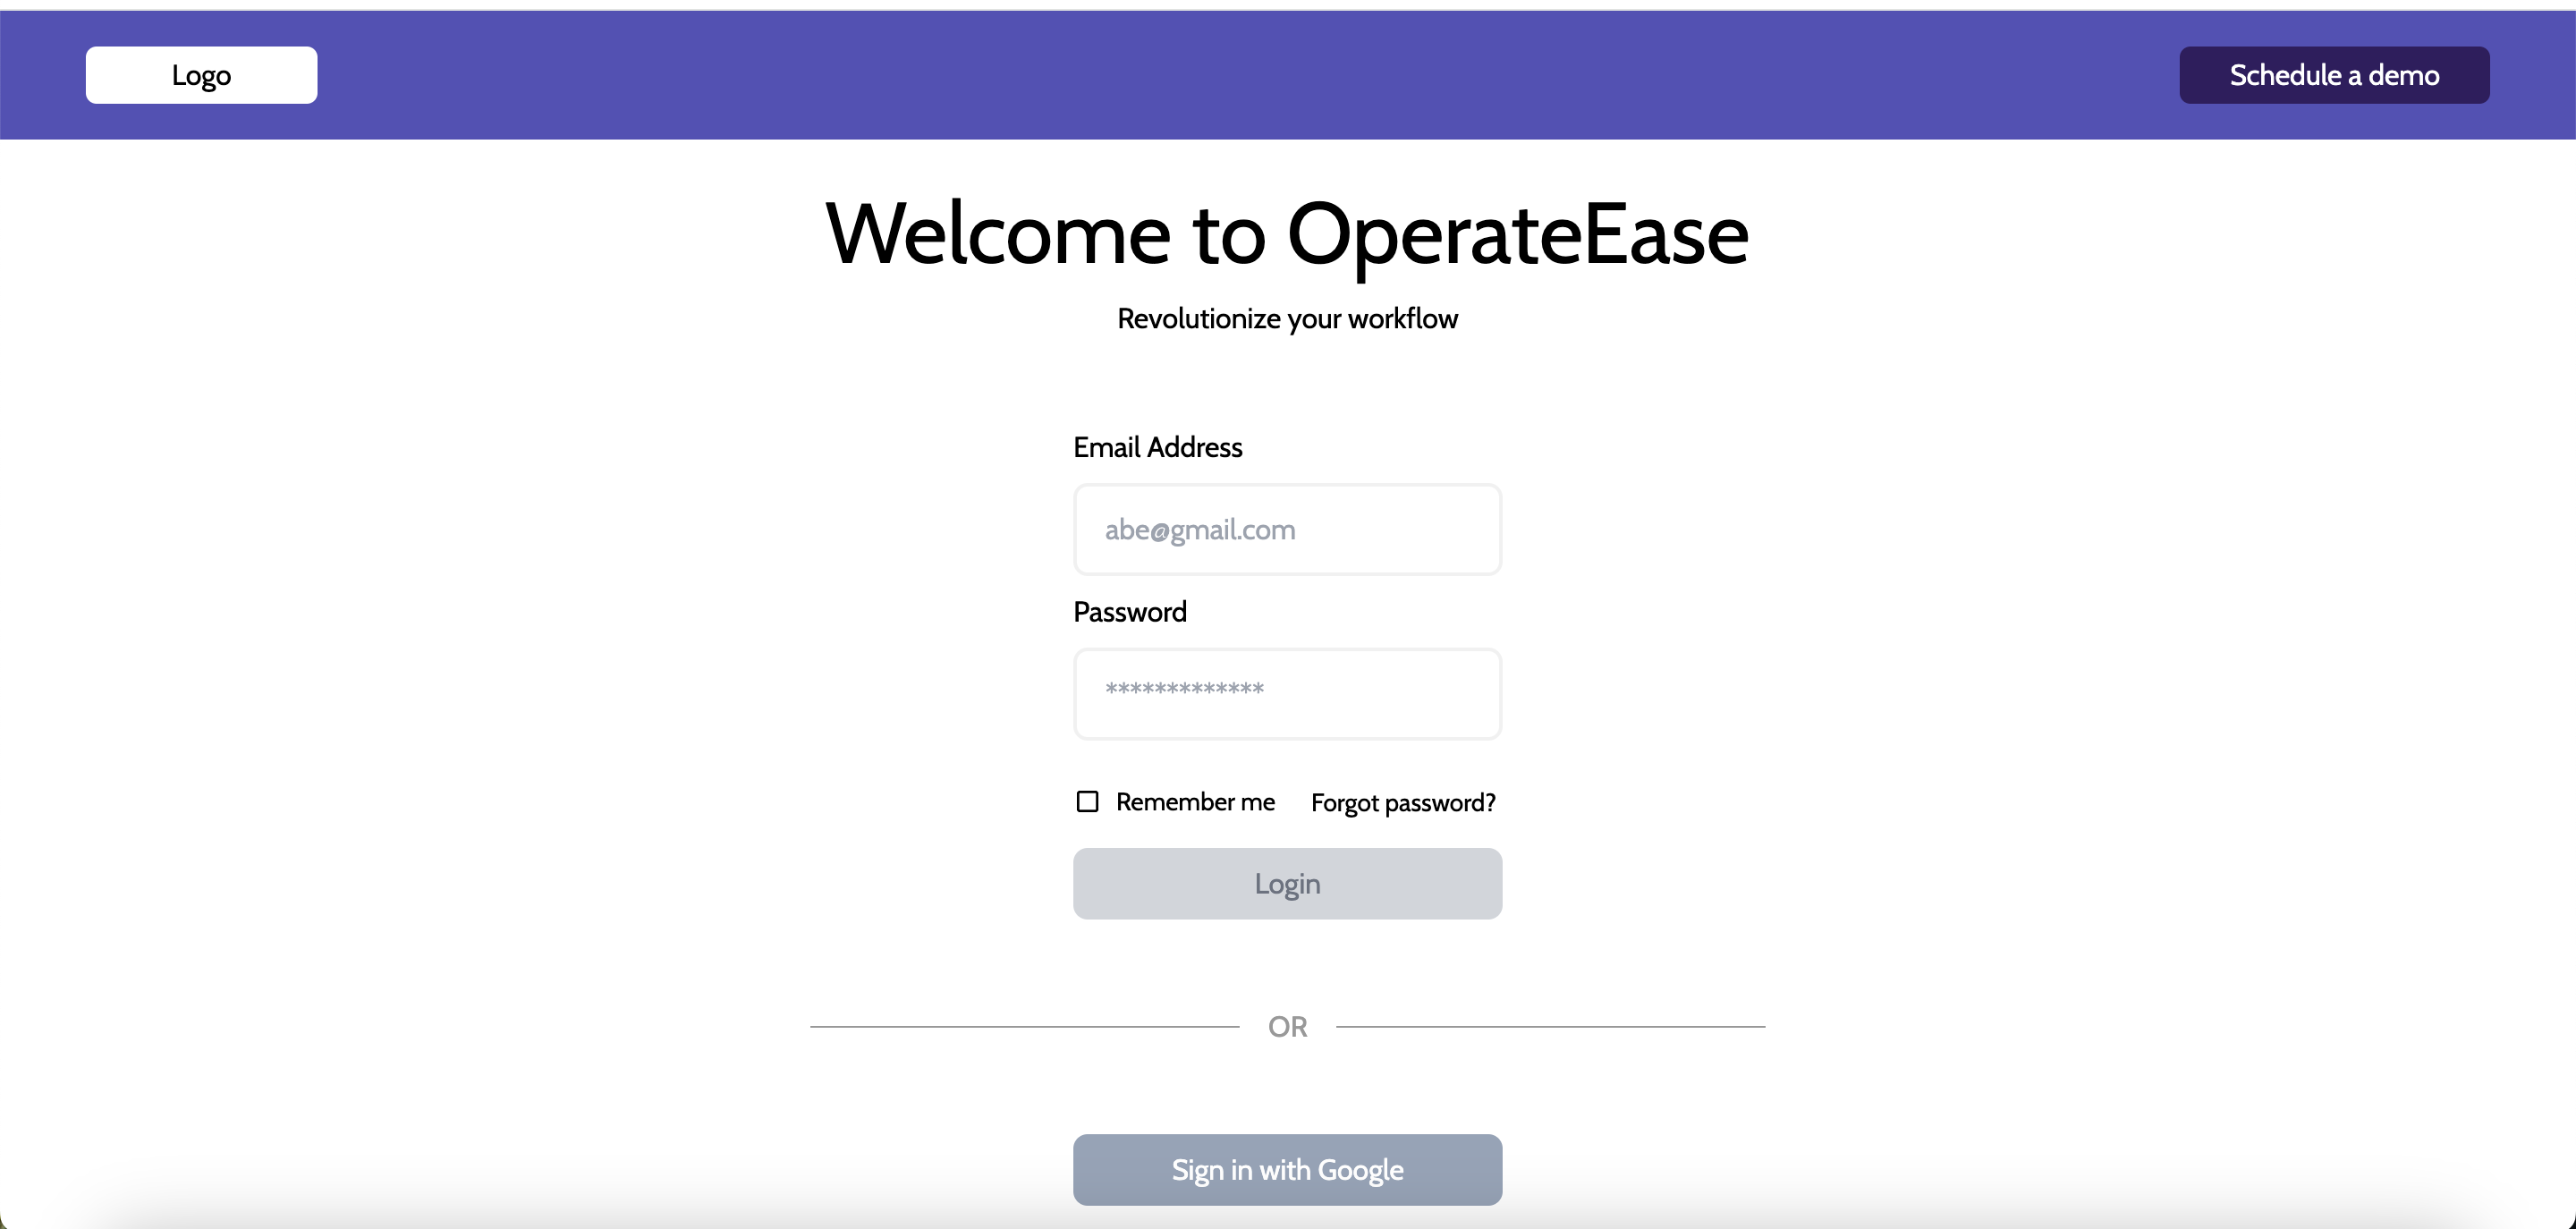 Logo
Schedule a demo
Welcome to OperateEase
Revolutionize your workflow
Email Address
abe@gmail.com
Password
*************
Remember me
Forgot password?
Login
OR
Sign in with Google